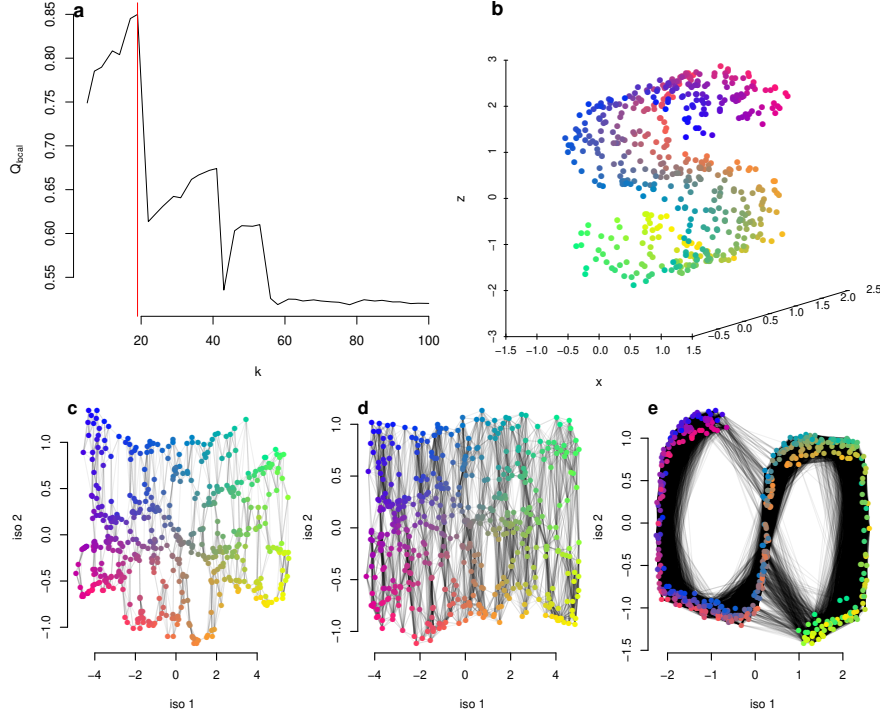 a
0.85
0.80
0.75
0.70
0.65
0.60
0.55
Q_lcal
20 40 60 80 100
k
b
3
2
1
0
−1
−2
−3
z
−1.5 −1.0 −0.5 0.0 0.5 1.0 1.5
x
−0.5 0.0 0.5 1.0 1.5 2.0 2.5
c
1.0
0.5
0.0
−0.5
−1.0
iso 2
−4 −2 0 2 4
iso 1
d
1.0
0.5
0.0
−0.5
−1.0
iso 2
−4 −2 0 2 4
iso 1
e
1.0
0.5
0.0
−0.5
−1.0
−1.5
iso 2
−2 −1 0 1 2
iso 1